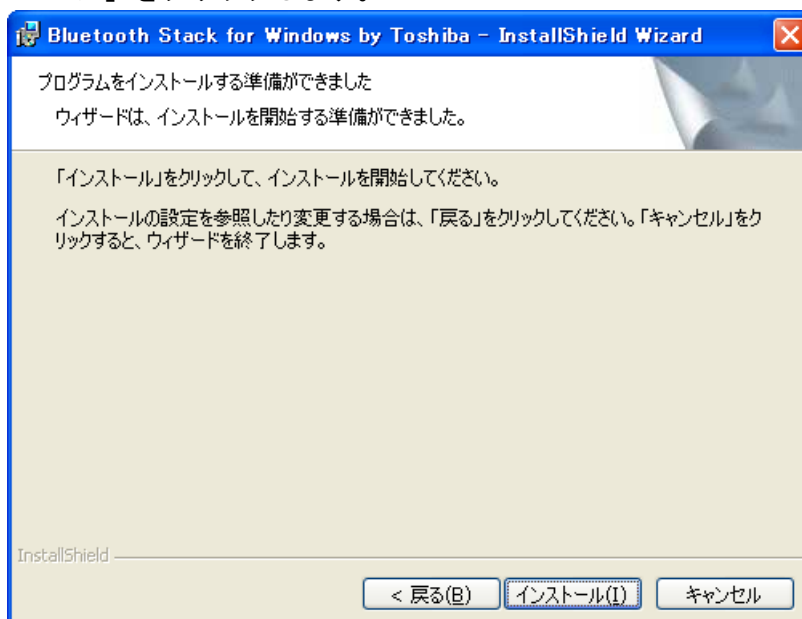 Bluetooth Stack for Windows by Toshiba - InstallShield Wizard
プログラムをインストールする準備ができました
ウィザードは、インストールを開始する準備ができました。
「インストール」をクリックして、インストールを開始してください。
インストールの設定を参照したり変更する場合は、「戻る」をクリックしてください。「キャンセル」をク
リックすると、ウィザードを終了します。
InstallShield
< 戻る(B) インストール(I) キャンセル